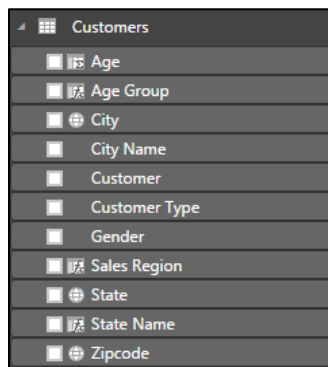 Customers
Age
Age Group
City
City Name
Customer
Customer Type
Gender
Sales Region
State
State Name
Zipcode